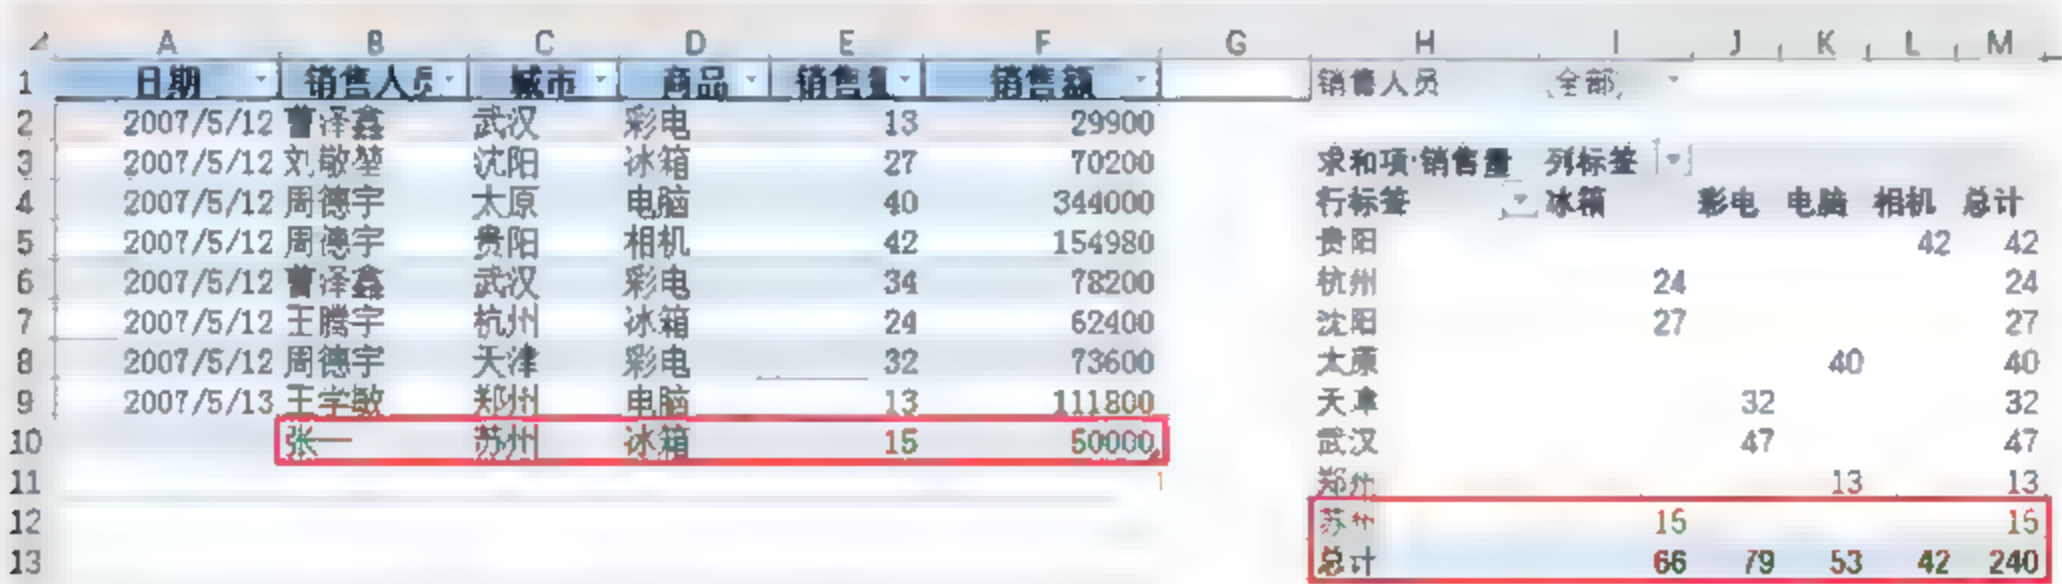 A B C D E F G H I J K L M
1 日期 销售人员 城市 商品 销售量 销售额 销售人员 (全部)
2 2007/5/12 曹泽鑫 武汉 彩电 13 29900
3 2007/5/12 刘敬堃 沈阳 冰箱 27 70200 求和项:销售量 列标签
4 2007/5/12 周德宇 太原 电脑 40 344000 行标签 冰箱 彩电 电脑 相机 总计
5 2007/5/12 周德宇 贵阳 相机 42 154980 贵阳 42 42
6 2007/5/12 曹泽鑫 武汉 彩电 34 78200 杭州 24 24
7 2007/5/12 王腾宇 杭州 冰箱 24 62400 沈阳 27 27
8 2007/5/12 周德宇 天津 彩电 32 73600 太原 40 40
9 2007/5/13 王学敏 郑州 电脑 13 111800 天津 32 32
10 张一 苏州 冰箱 15 50000 武汉 47 47
11 郑州 13 13
12 苏州 15 15
13 总计 66 79 53 42 240